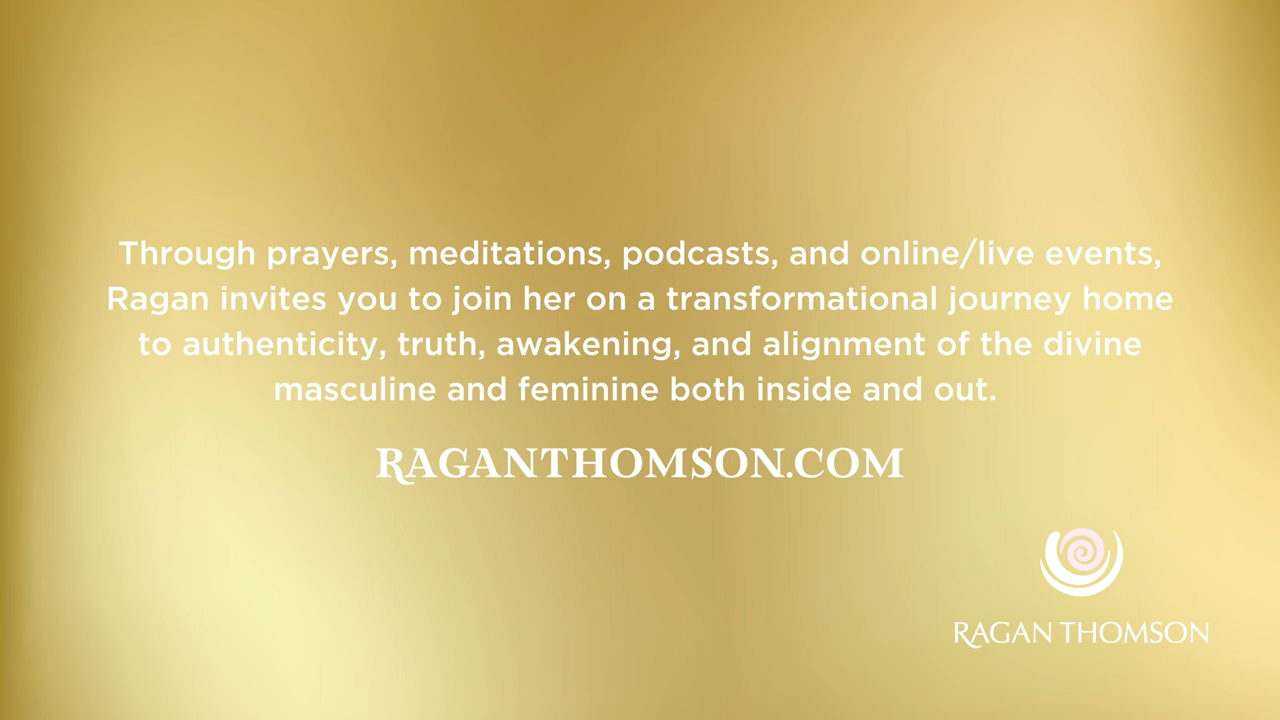 Through prayers, meditations, podcasts, and online/live events,
Ragan invites you to join her on a transformational journey home
to authenticity, truth, awakening, and alignment of the divine
masculine and feminine both inside and out.
RAGANTHOMSON.COM
RAGAN THOMSON